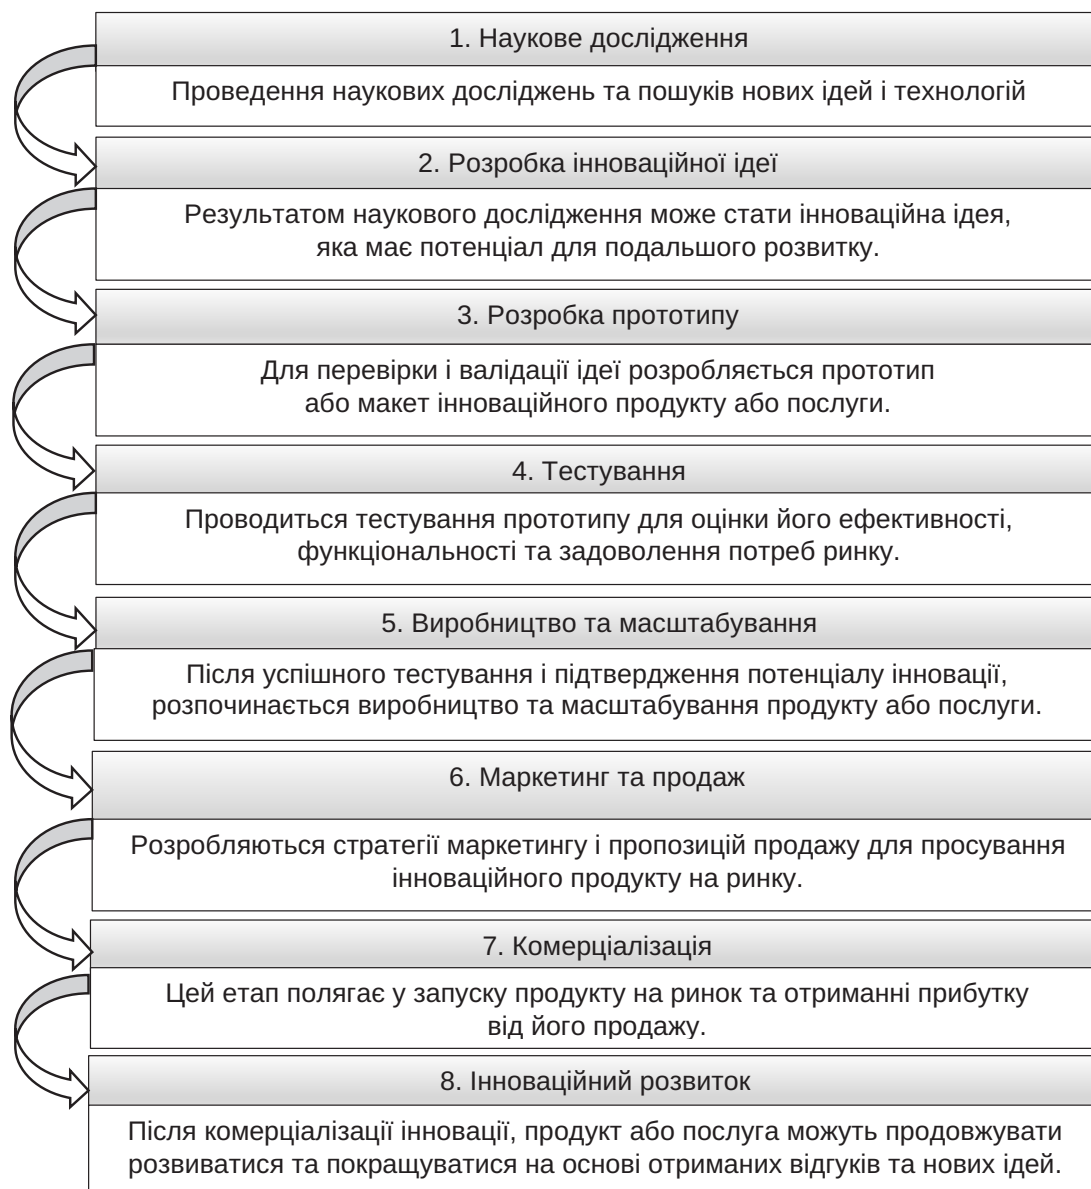 1. Наукове дослідження
Проведення наукових досліджень та пошуків нових ідей і технологій
2. Розробка інноваційної ідеї
Результатом наукового дослідження може стати інноваційна ідея,
яка має потенціал для подальшого розвитку.
3. Розробка прототипу
Для перевірки і валідації ідеї розробляється прототип
або макет інноваційного продукту або послуги.
4. Тестування
Проводиться тестування прототипу для оцінки його ефективності,
функціональності та задоволення потреб ринку.
5. Виробництво та масштабування
Після успішного тестування і підтвердження потенціалу інновації,
розпочинається виробництво та масштабування продукту або послуги.
6. Маркетинг та продаж
Розробляються стратегії маркетингу і пропозицій продажу для просування
інноваційного продукту на ринку.
7. Комерціалізація
Цей етап полягає у запуску продукту на ринок та отриманні прибутку
від його продажу.
8. Інноваційний розвиток
Після комерціалізації інновації, продукт або послуга можуть продовжувати
розвиватися та покращуватися на основі отриманих відгуків та нових ідей.